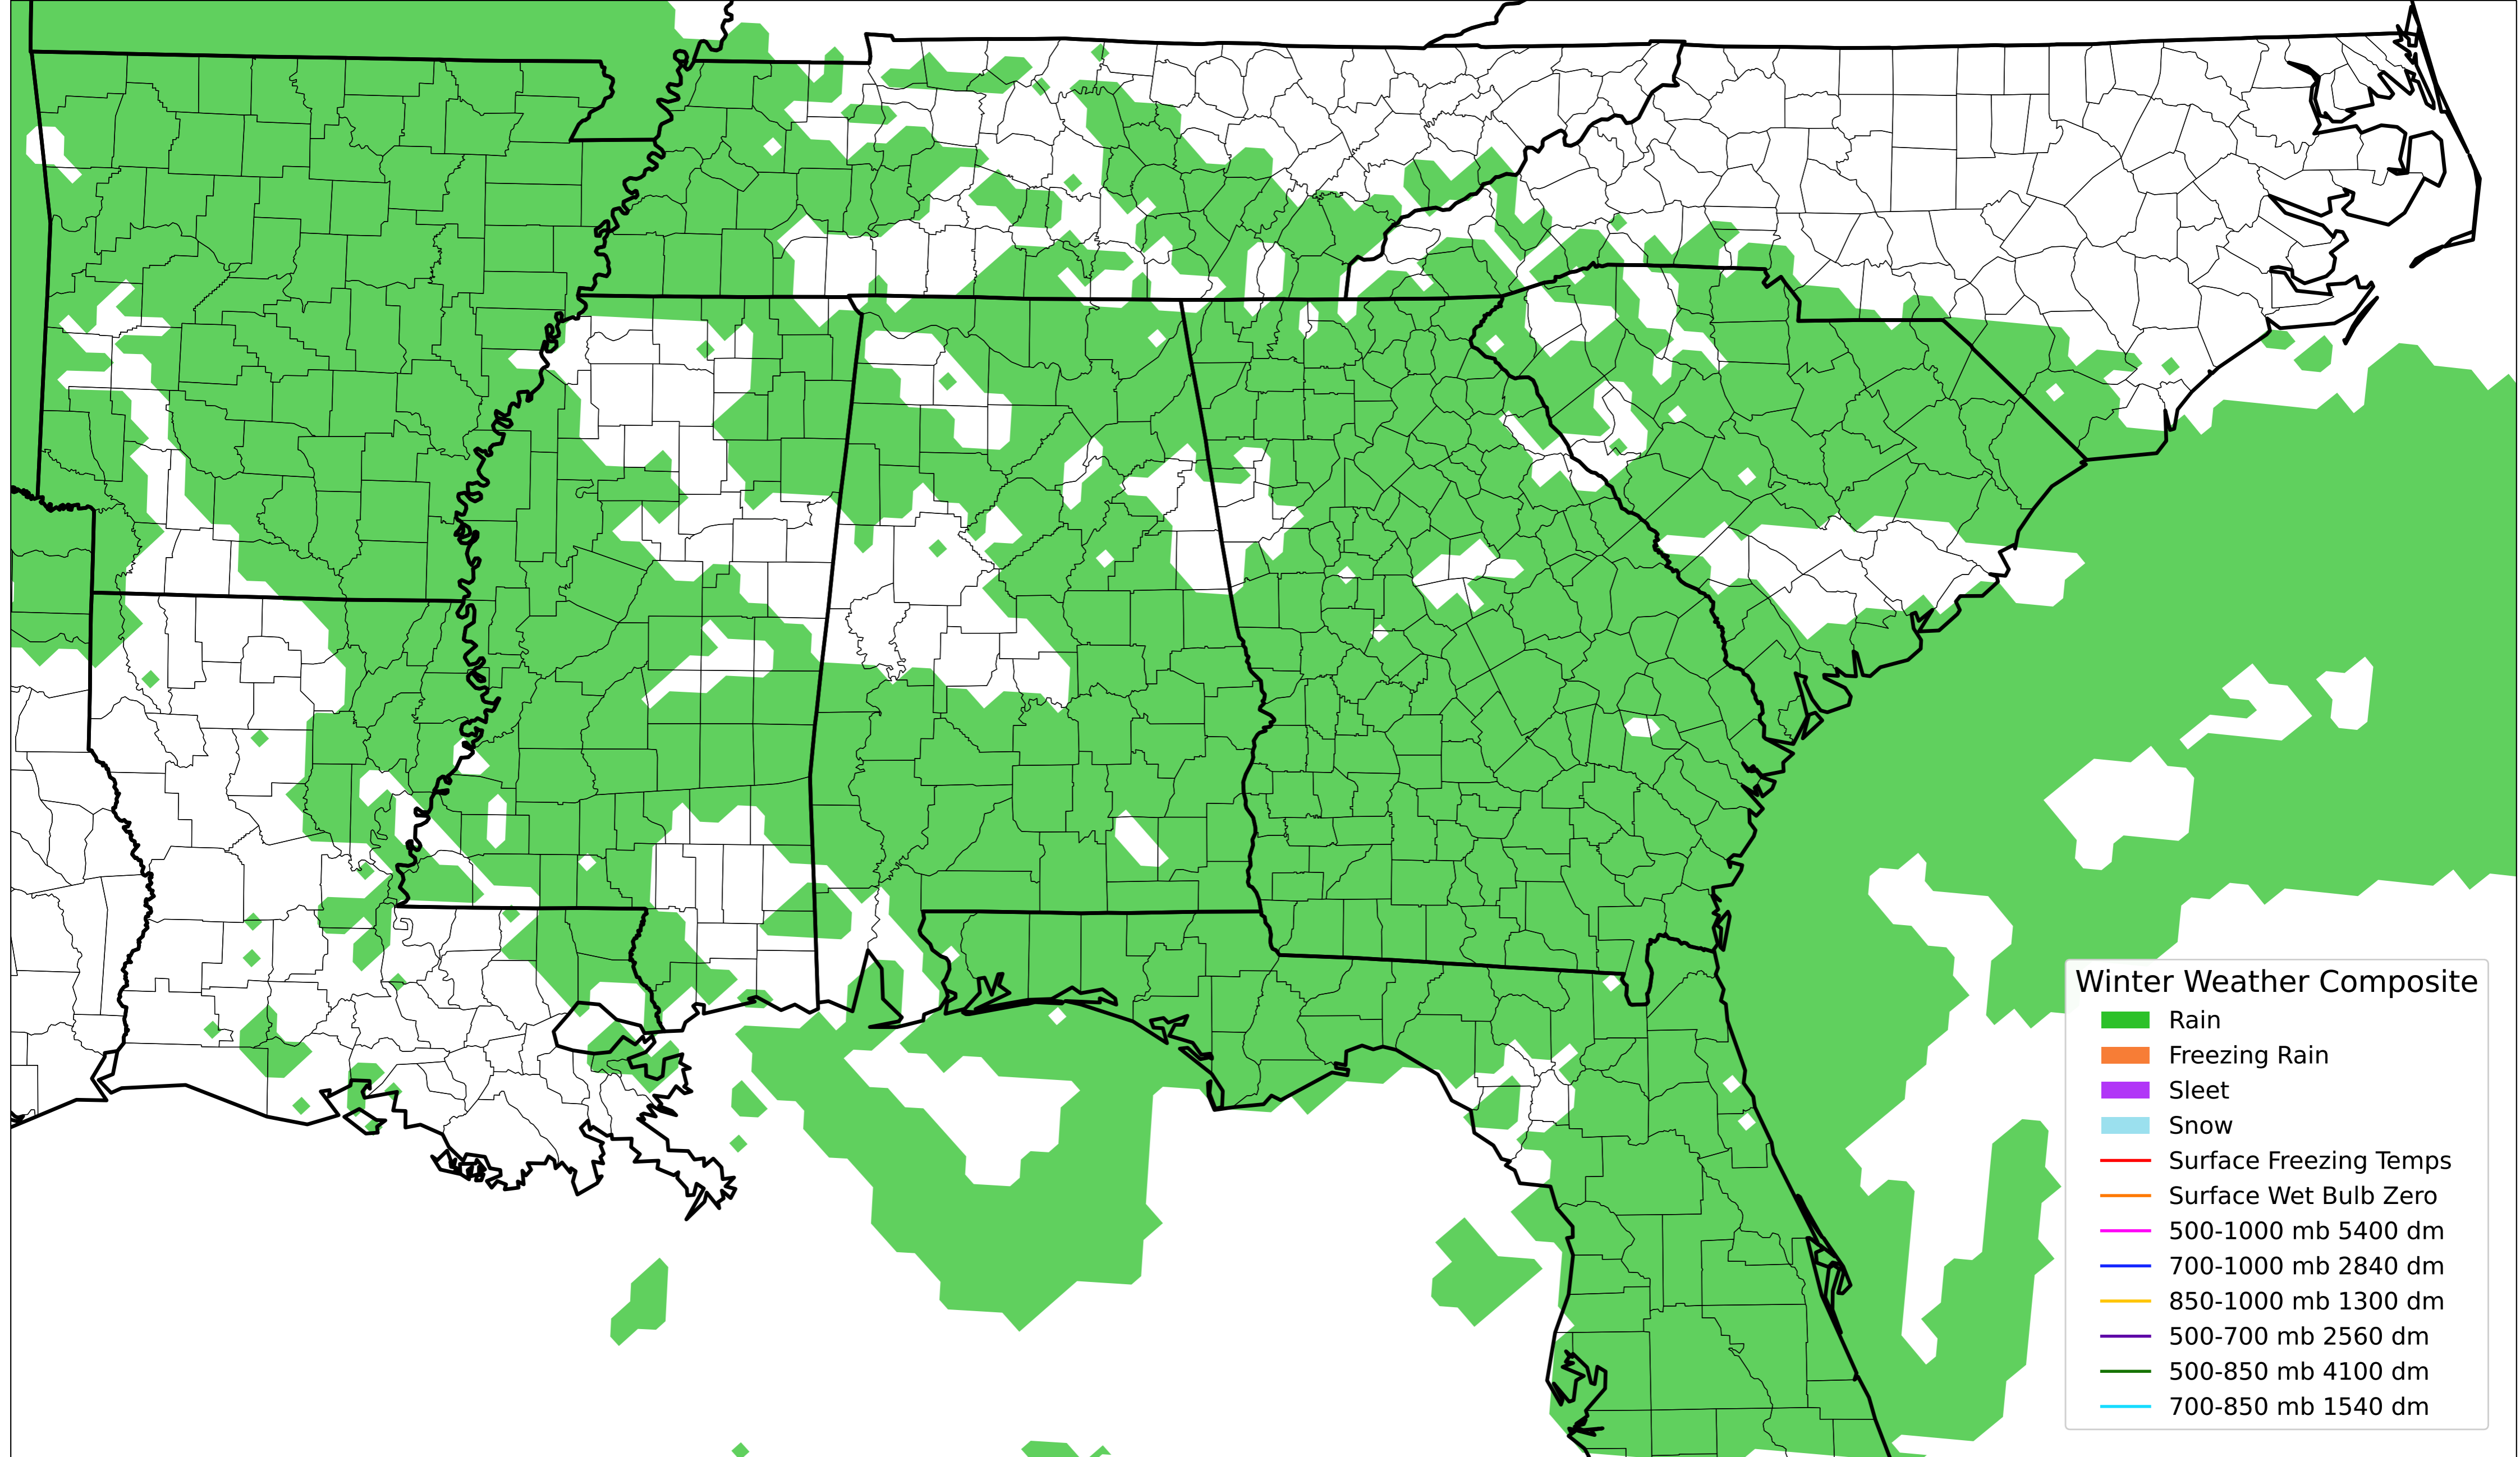 Winter Weather Composite
Rain
Freezing Rain
Sleet
Snow
Surface Freezing Temps
Surface Wet Bulb Zero
500-1000 mb 5400 dm
700-1000 mb 2840 dm
850-1000 mb 1300 dm
500-700 mb 2560 dm
500-850 mb 4100 dm
700-850 mb 1540 dm